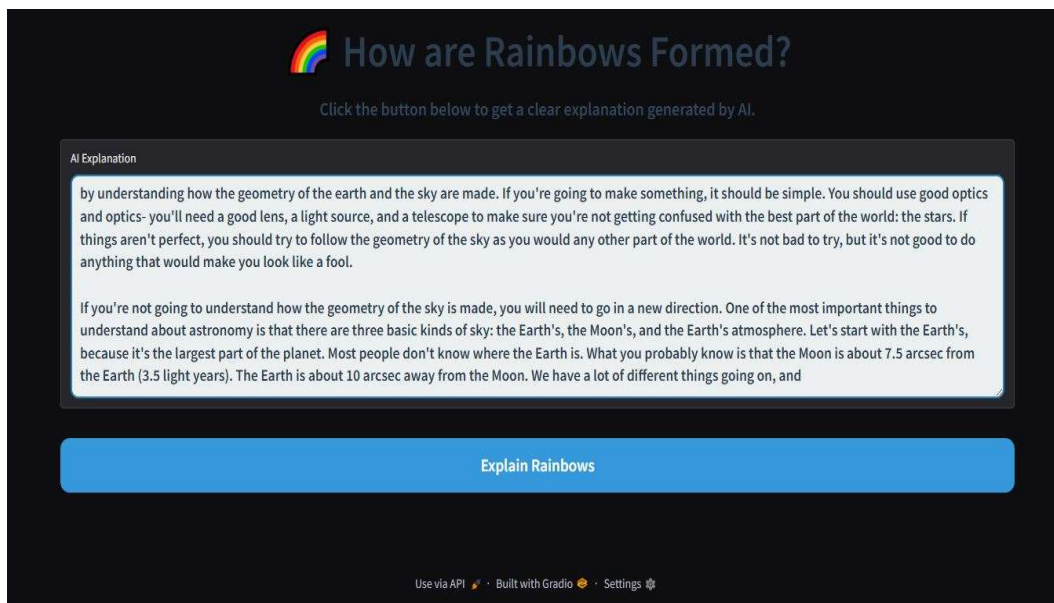 🌈 How are Rainbows Formed?
Click the button below to get a clear explanation generated by AI.
AI Explanation
by understanding how the geometry of the earth and the sky are made. If you're going to make something, it should be simple. You should use good optics
and optics- you'll need a good lens, a light source, and a telescope to make sure you're not getting confused with the best part of the world: the stars. If
things aren't perfect, you should try to follow the geometry of the sky as you would any other part of the world. It's not bad to try, but it's not good to do
anything that would make you look like a fool.
If you're not going to understand how the geometry of the sky is made, you will need to go in a new direction. One of the most important things to
understand about astronomy is that there are three basic kinds of sky: the Earth's, the Moon's, and the Earth's atmosphere. Let's start with the Earth's,
because it's the largest part of the planet. Most people don't know where the Earth is. What you probably know is that the Moon is about 7.5 arcsec from
the Earth (3.5 light years). The Earth is about 10 arcsec away from the Moon. We have a lot of different things going on, and
Explain Rainbows
Use via API 🚀 · Built with Gradio · Settings ⚙️